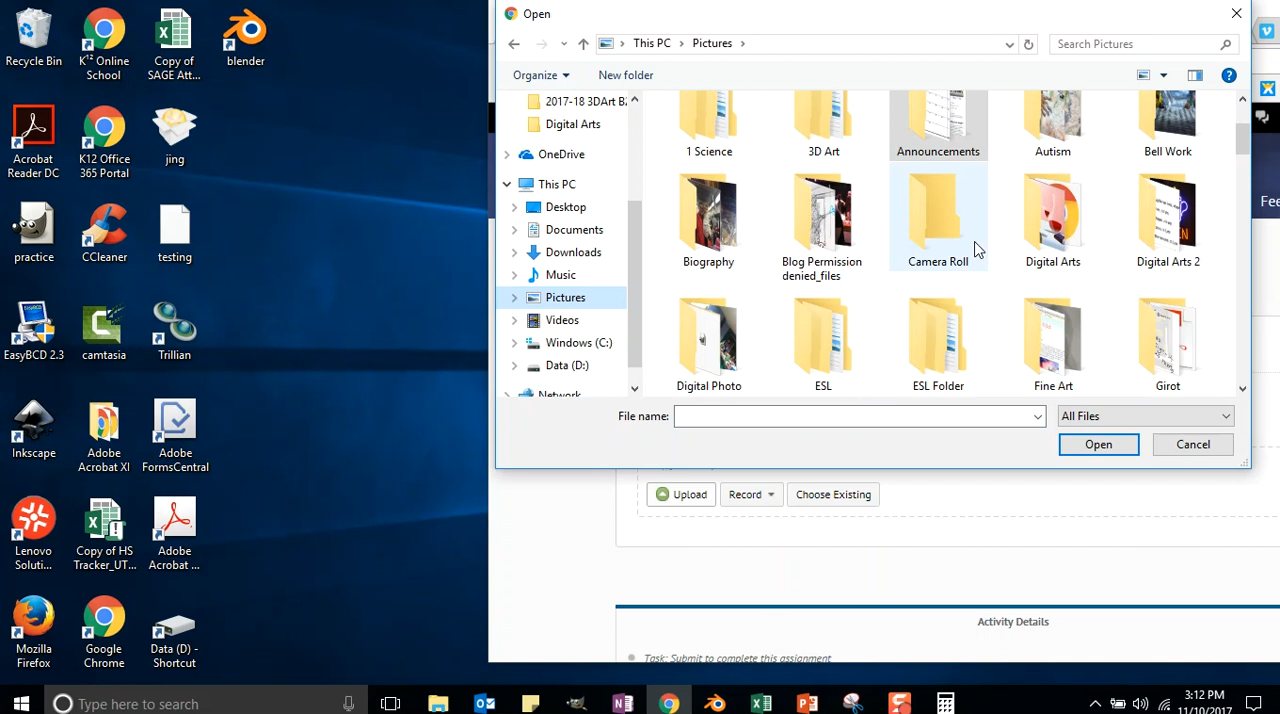 Recycle Bin
K¹² Online
School
Copy of
SAGE Att...
blender
Acrobat
Reader DC
K12 Office
365 Portal
jing
practice
CCleaner
testing
EasyBCD 2.3
camtasia
Trillian
Inkscape
Adobe
Acrobat XI
Adobe
FormsCentral
Lenovo
Soluti...
Copy of HS
Tracker_UT...
Adobe
Acrobat ...
Mozilla
Firefox
Google
Chrome
Data (D) -
Shortcut
Open
This PC
Pictures
Search Pictures
Organize
New folder
2017-18 3DArt B2
Digital Arts
OneDrive
This PC
Desktop
Documents
Downloads
Music
Pictures
Videos
Windows (C:)
Data (D:)
Network
1 Science
3D Art
Announcements
Autism
Bell Work
Biography
Blog Permission
denied_files
Camera Roll
Digital Arts
Digital Arts 2
Digital Photo
ESL
ESL Folder
Fine Art
Girot
File name:
All Files
Open
Cancel
Fee
Upload
Record
Choose Existing
Activity Details
Task: Submit to complete this assignment
Type here to search
3:12 PM
11/10/2017